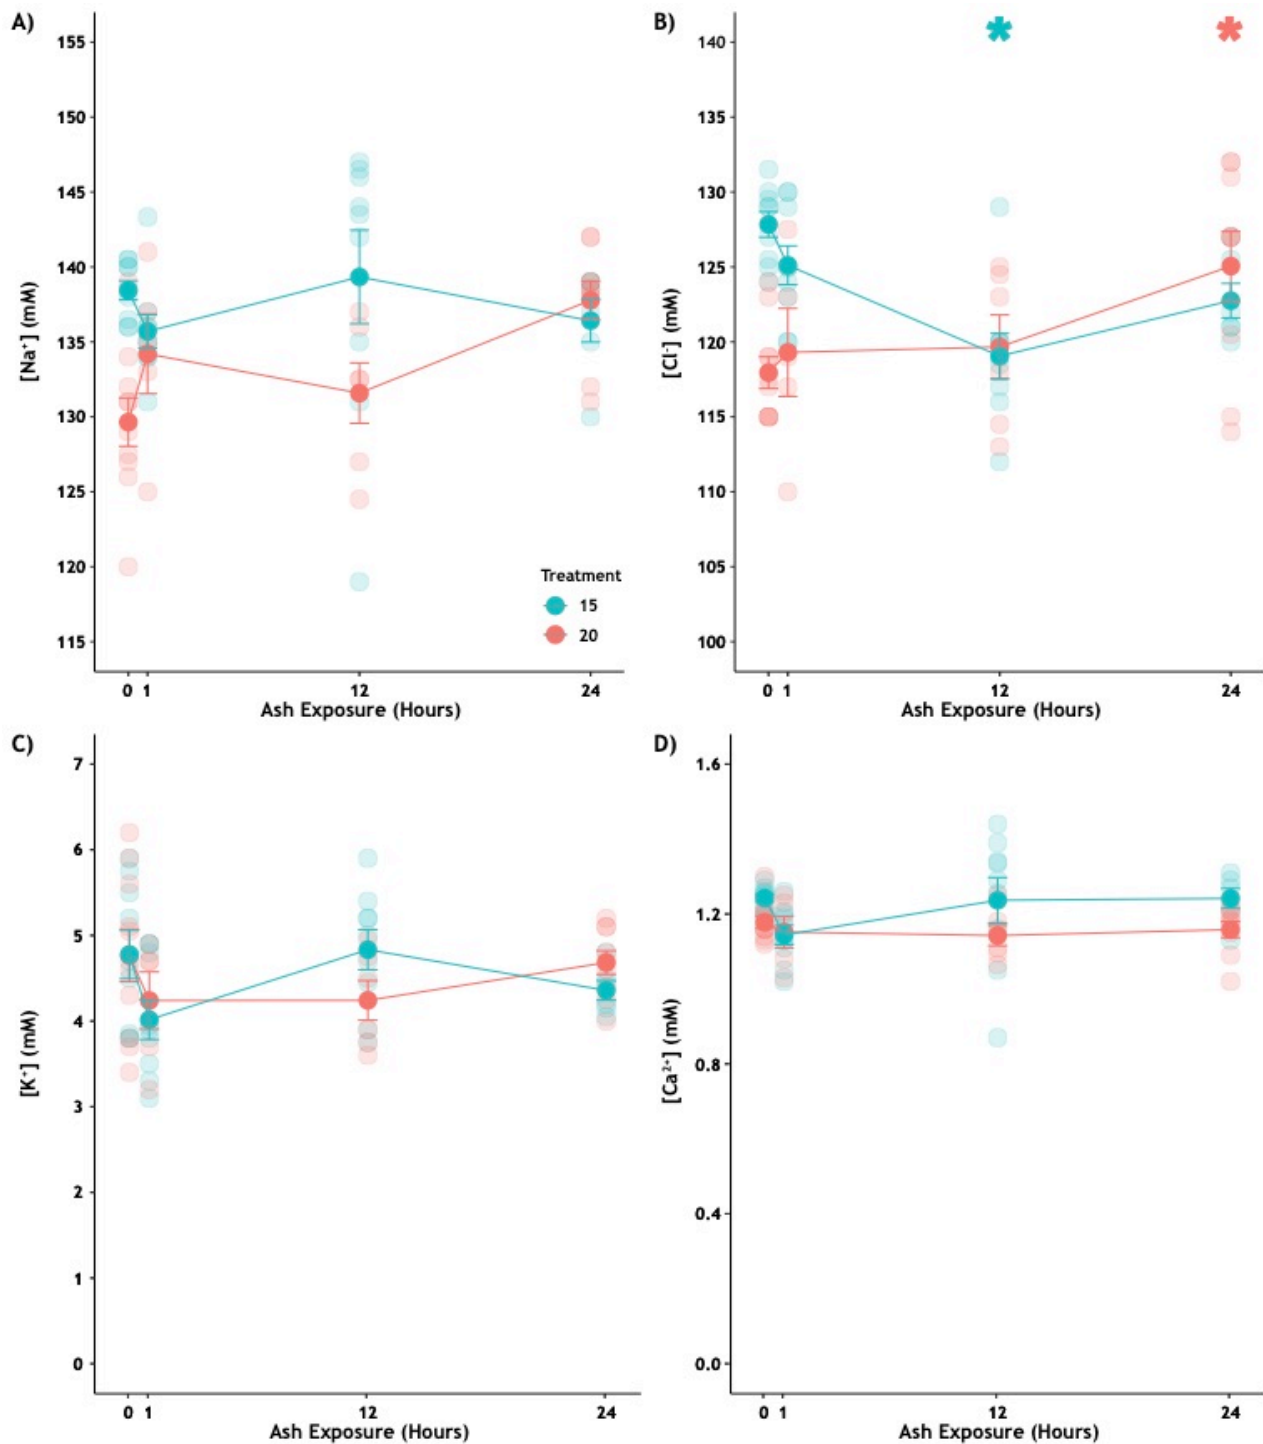 A)
[Na⁺] (mM)
155
150
145
140
135
130
125
120
115
Treatment
15
20
0 1 12 24
Ash Exposure (Hours)
B)
[Cl⁻] (mM)
140
135
130
125
120
115
110
105
100
*
*
0 1 12 24
Ash Exposure (Hours)
C)
[K⁺] (mM)
7
6
5
4
3
2
1
0
0 1 12 24
Ash Exposure (Hours)
D)
[Ca²⁺] (mM)
1.6
1.2
0.8
0.4
0.0
0 1 12 24
Ash Exposure (Hours)